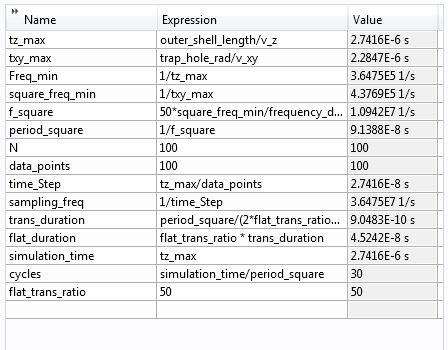 Name Expression Value
tz_max outer_shell_length/v_z 2.7416E-6 s
txy_max trap_hole_rad/v_xy 2.2847E-6 s
Freq_min 1/tz_max 3.6475E5 1/s
square_freq_min 1/txy_max 4.3769E5 1/s
f_square 50*square_freq_min/frequency_d... 1.0942E7 1/s
period_square 1/f_square 9.1388E-8 s
N 100 100
data_points 100 100
time_Step tz_max/data_points 2.7416E-8 s
sampling_freq 1/time_Step 3.6475E7 1/s
trans_duration period_square/(2*flat_trans_ratio... 9.0483E-10 s
flat_duration flat_trans_ratio * trans_duration 4.5242E-8 s
simulation_time tz_max 2.7416E-6 s
cycles simulation_time/period_square 30
flat_trans_ratio 50 50